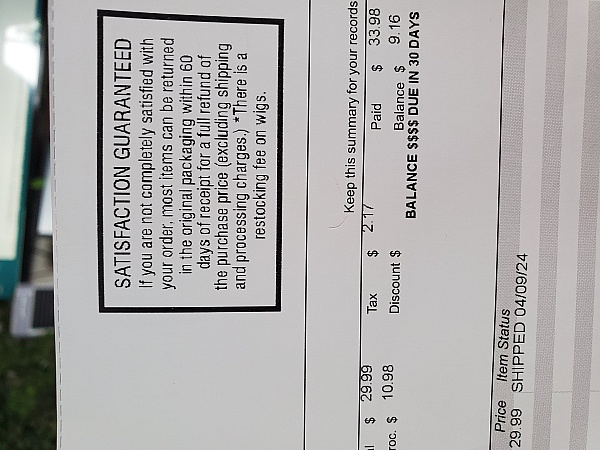 SATISFACTION GUARANTEED
If you are not completely satisfied with
your order, most items can be returned
in the original packaging within 60
days of receipt for a full refund of
the purchase price (excluding shipping
and processing charges.) *There is a
restocking fee on wigs.
Keep this summary for your records
$ 29.99 Tax $ 2.17 Paid $ 33.98
roc. $ 10.98 Discount $ Balance $ 9.16
BALANCE $$$$ DUE IN 30 DAYS
Price Item Status
29.99 SHIPPED 04/09/24